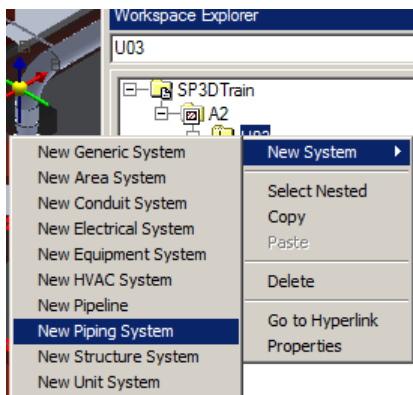 Workspace Explorer
U03
SP3DTrain
A2
U03
New Generic System
New Area System
New Conduit System
New Electrical System
New Equipment System
New HVAC System
New Pipeline
New Piping System
New Structure System
New Unit System
New System
Select Nested
Copy
Paste
Delete
Go to Hyperlink
Properties